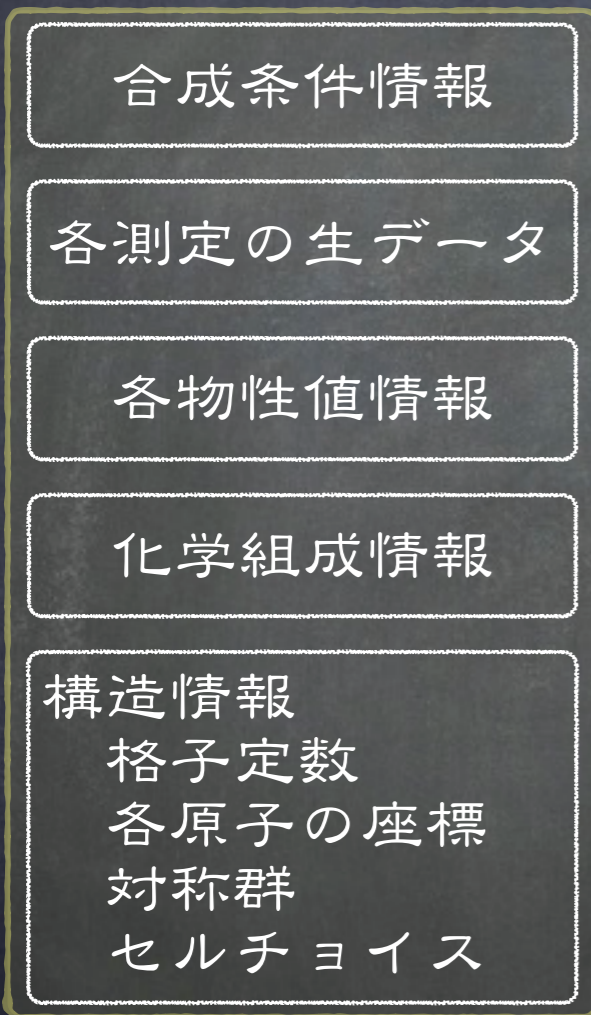 合成条件情報
各測定の生データ
各物性値情報
化学組成情報
構造情報
格子定数
各原子の座標
対称群
セルチョイス